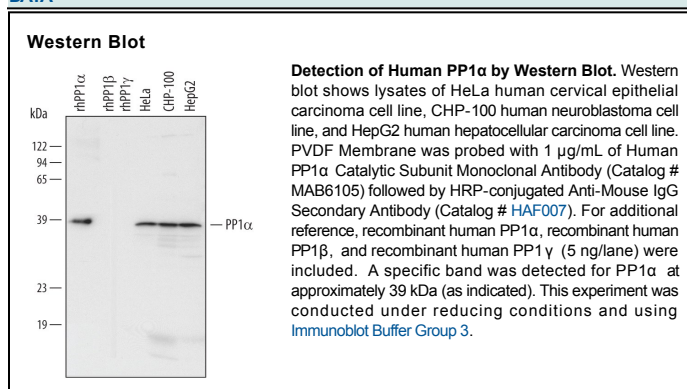 Western Blot
rhPP1α
rhPP1β
rhPP1γ
HeLa
CHP-100
HepG2
kDa
122
94
65
39
PP1α
23
19
Detection of Human PP1α by Western Blot. Western
blot shows lysates of HeLa human cervical epithelial
carcinoma cell line, CHP-100 human neuroblastoma cell
line, and HepG2 human hepatocellular carcinoma cell line.
PVDF Membrane was probed with 1 µg/mL of Human
PP1α Catalytic Subunit Monoclonal Antibody (Catalog #
MAB6105) followed by HRP-conjugated Anti-Mouse IgG
Secondary Antibody (Catalog # HAF007). For additional
reference, recombinant human PP1α, recombinant human
PP1β, and recombinant human PP1γ (5 ng/lane) were
included. A specific band was detected for PP1α at
approximately 39 kDa (as indicated). This experiment was
conducted under reducing conditions and using
Immunoblot Buffer Group 3.